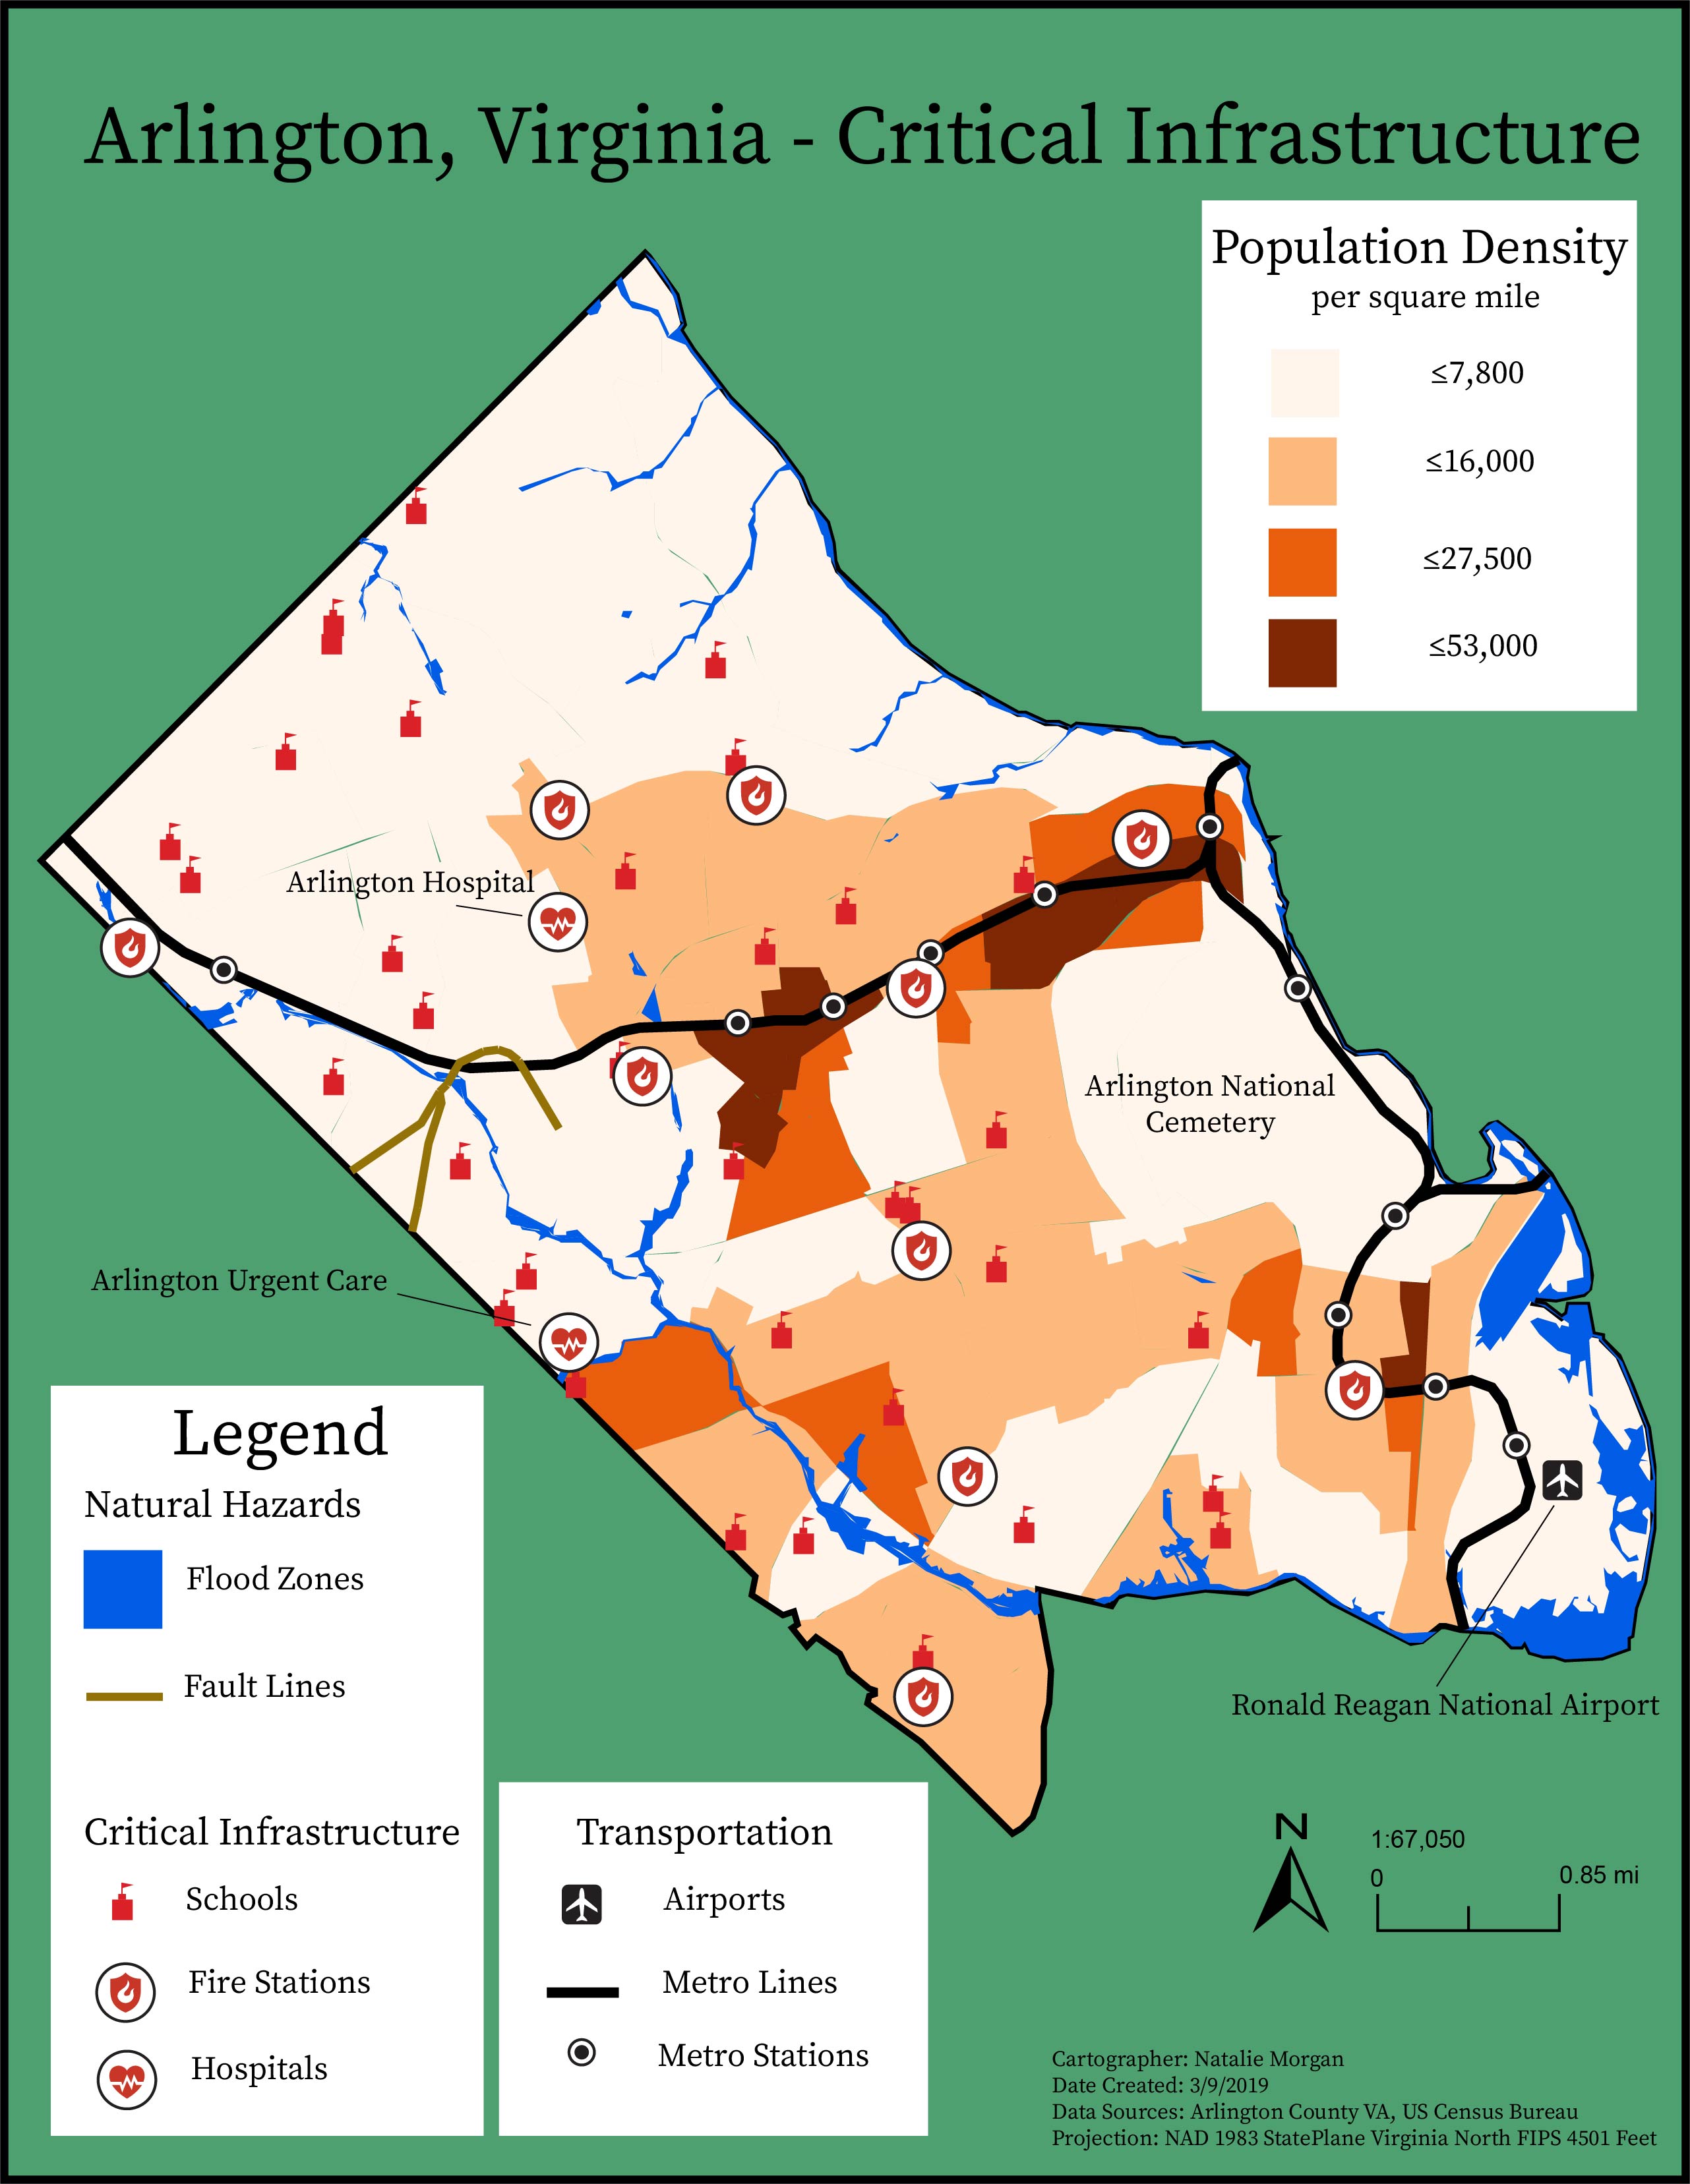 Arlington, Virginia - Critical Infrastructure
Population Density
per square mile
≤7,800
≤16,000
≤27,500
≤53,000
Arlington Hospital
Arlington National
Cemetery
Arlington Urgent Care
Ronald Reagan National Airport
Legend
Natural Hazards
Flood Zones
Fault Lines
Critical Infrastructure
Schools
Fire Stations
Hospitals
Transportation
Airports
Metro Lines
Metro Stations
N
1:67,050
0 0.85 mi
Cartographer: Natalie Morgan
Date Created: 3/9/2019
Data Sources: Arlington County VA, US Census Bureau
Projection: NAD 1983 StatePlane Virginia North FIPS 4501 Feet